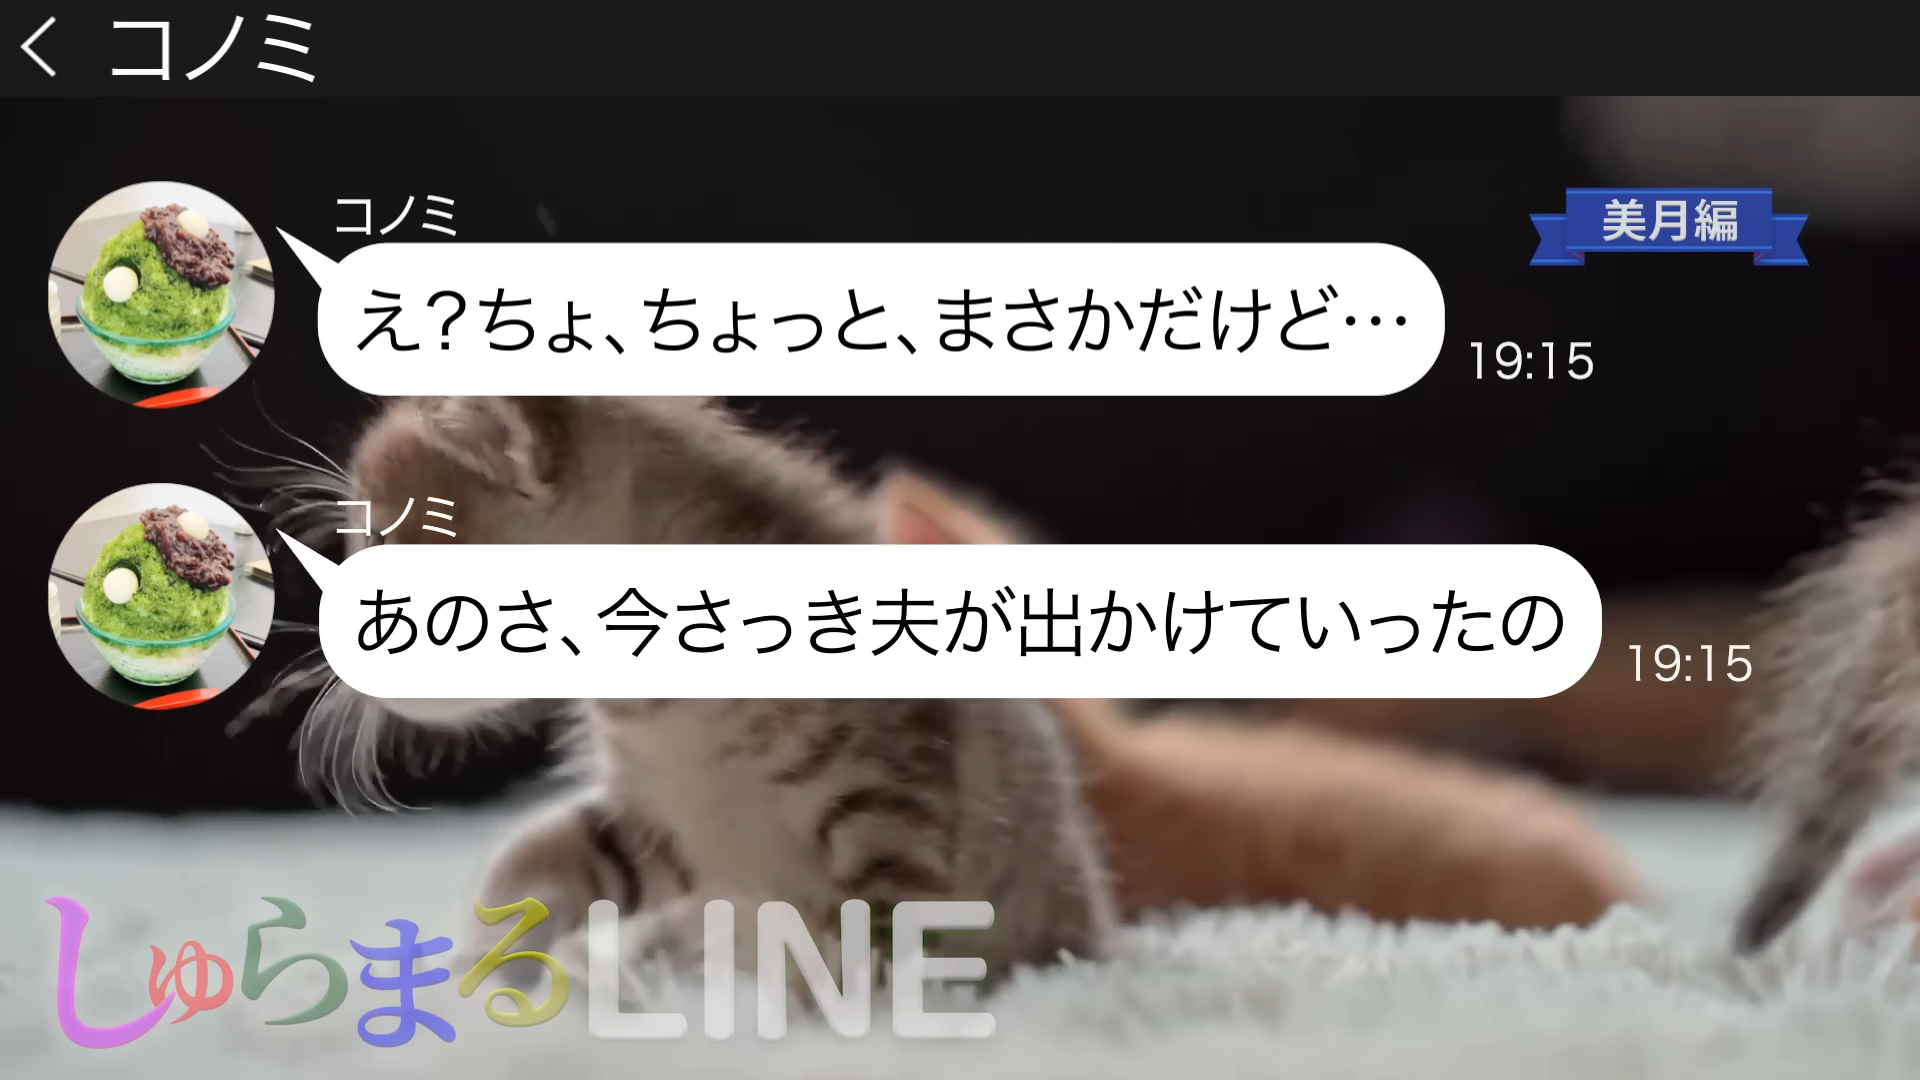 コノミ
美月編
コノミ
え?ちょ、ちょっと、まさかだけど…
19:15
コノミ
あのさ、今さっき夫が出かけていったの
19:15
しゅらまるLINE